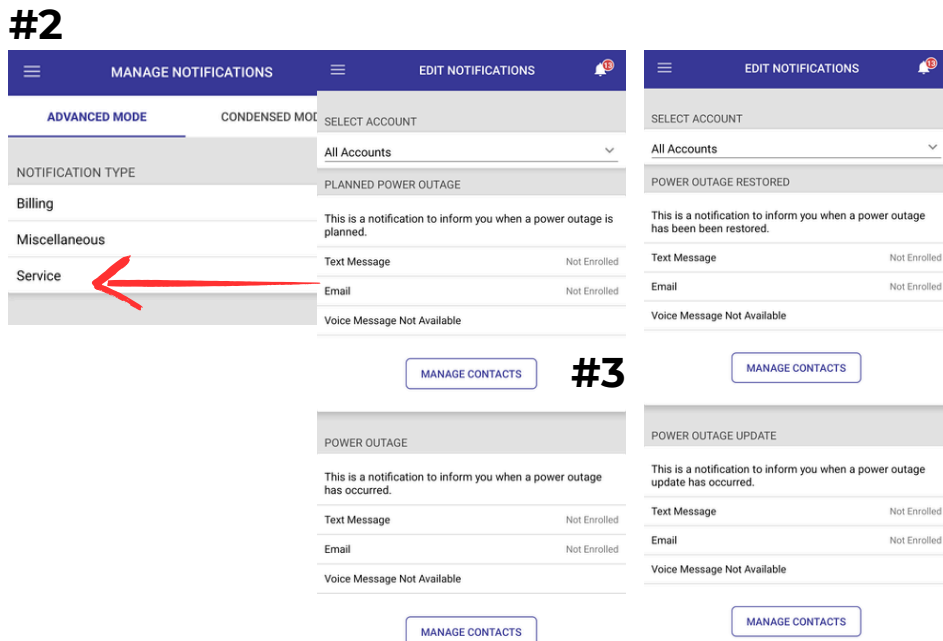 #2
MANAGE NOTIFICATIONS
ADVANCED MODE
CONDENSED MOD
NOTIFICATION TYPE
Billing
Miscellaneous
Service
EDIT NOTIFICATIONS
13
SELECT ACCOUNT
All Accounts
PLANNED POWER OUTAGE
This is a notification to inform you when a power outage is
planned.
Text Message Not Enrolled
Email Not Enrolled
Voice Message Not Available
MANAGE CONTACTS
#3
POWER OUTAGE
This is a notification to inform you when a power outage
has occurred.
Text Message Not Enrolled
Email Not Enrolled
Voice Message Not Available
MANAGE CONTACTS
EDIT NOTIFICATIONS
13
SELECT ACCOUNT
All Accounts
POWER OUTAGE RESTORED
This is a notification to inform you when a power outage
has been been restored.
Text Message Not Enrolled
Email Not Enrolled
Voice Message Not Available
MANAGE CONTACTS
POWER OUTAGE UPDATE
This is a notification to inform you when a power outage
update has occurred.
Text Message Not Enrolled
Email Not Enrolled
Voice Message Not Available
MANAGE CONTACTS